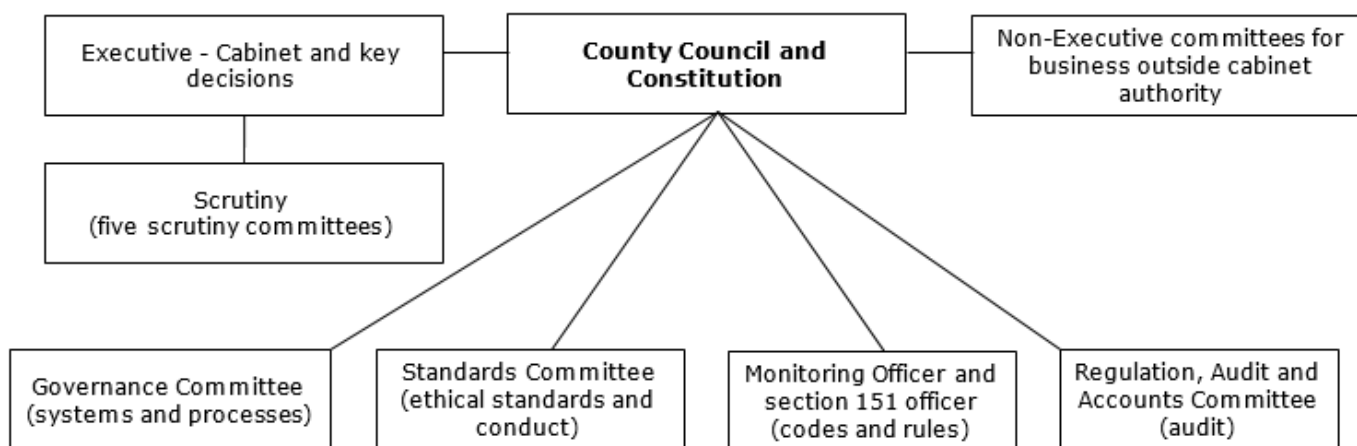 Executive - Cabinet and key
decisions
County Council and
Constitution
Non-Executive committees for
business outside cabinet
authority
Scrutiny
(five scrutiny committees)
Governance Committee
(systems and processes)
Standards Committee
(ethical standards and
conduct)
Monitoring Officer and
section 151 officer
(codes and rules)
Regulation, Audit and
Accounts Committee
(audit)